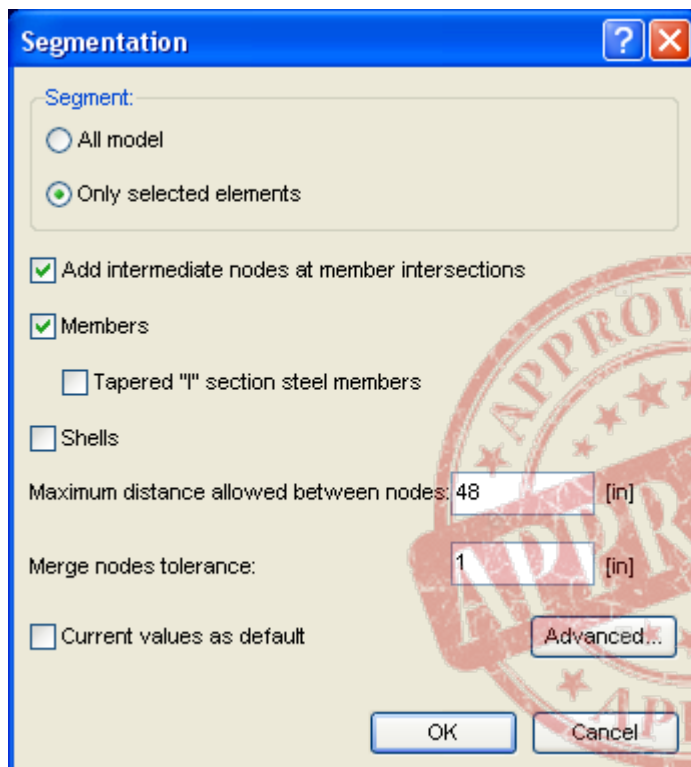 Segmentation
Segment:
All model
Only selected elements
Add intermediate nodes at member intersections
Members
Tapered "I" section steel members
Shells
Maximum distance allowed between nodes: 48 [in]
Merge nodes tolerance: 1 [in]
Current values as default
Advanced...
OK
Cancel